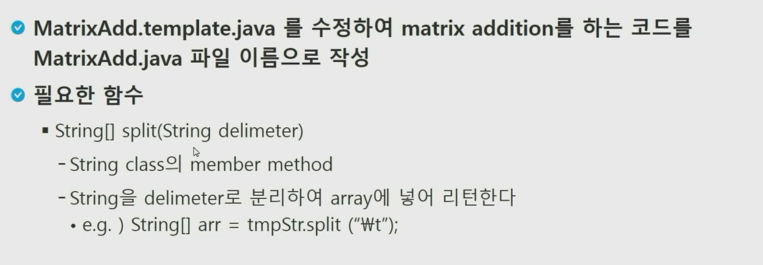 MatrixAdd.template.java 를 수정하여 matrix addition를 하는 코드를
MatrixAdd.java 파일 이름으로 작성
필요한 함수
▪ String[] split(String delimeter)
– String class의 member method
– String을 delimeter로 분리하여 array에 넣어 리턴한다
• e.g. ) String[] arr = tmpStr.split (“₩t”);